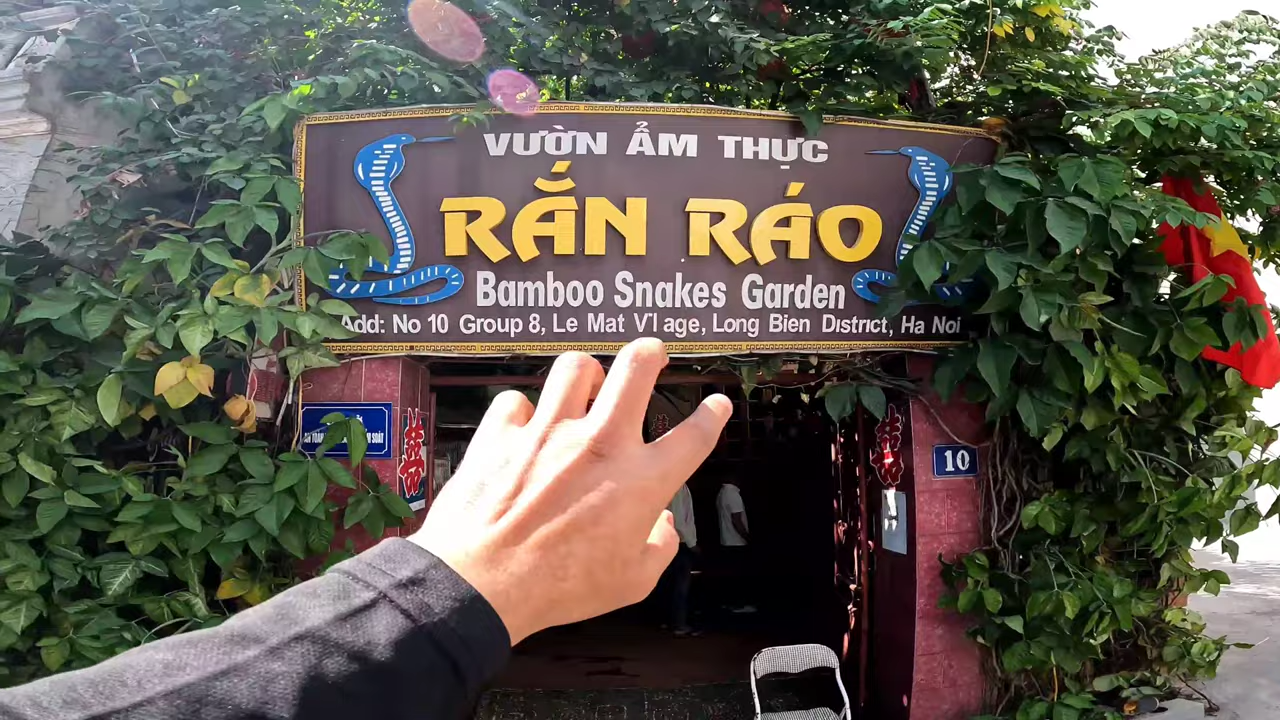 VƯỜN ẨM THỰC
RẮN RÁO
Bamboo Snakes Garden
Add: No 10 Group 8, Le Mat V l age, Long Bien District, Ha Noi
10